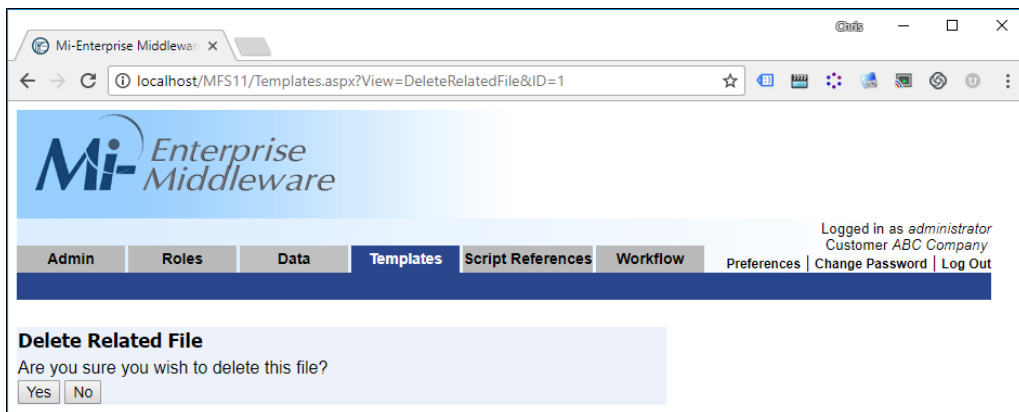 Chris
Mi-Enterprise Middlewar
localhost/MFS11/Templates.aspx?View=DeleteRelatedFile&ID=1
Mi- Enterprise
Middleware
Logged in as administrator
Customer ABC Company
Admin Roles Data Templates Script References Workflow Preferences | Change Password | Log Out
Delete Related File
Are you sure you wish to delete this file?
Yes No